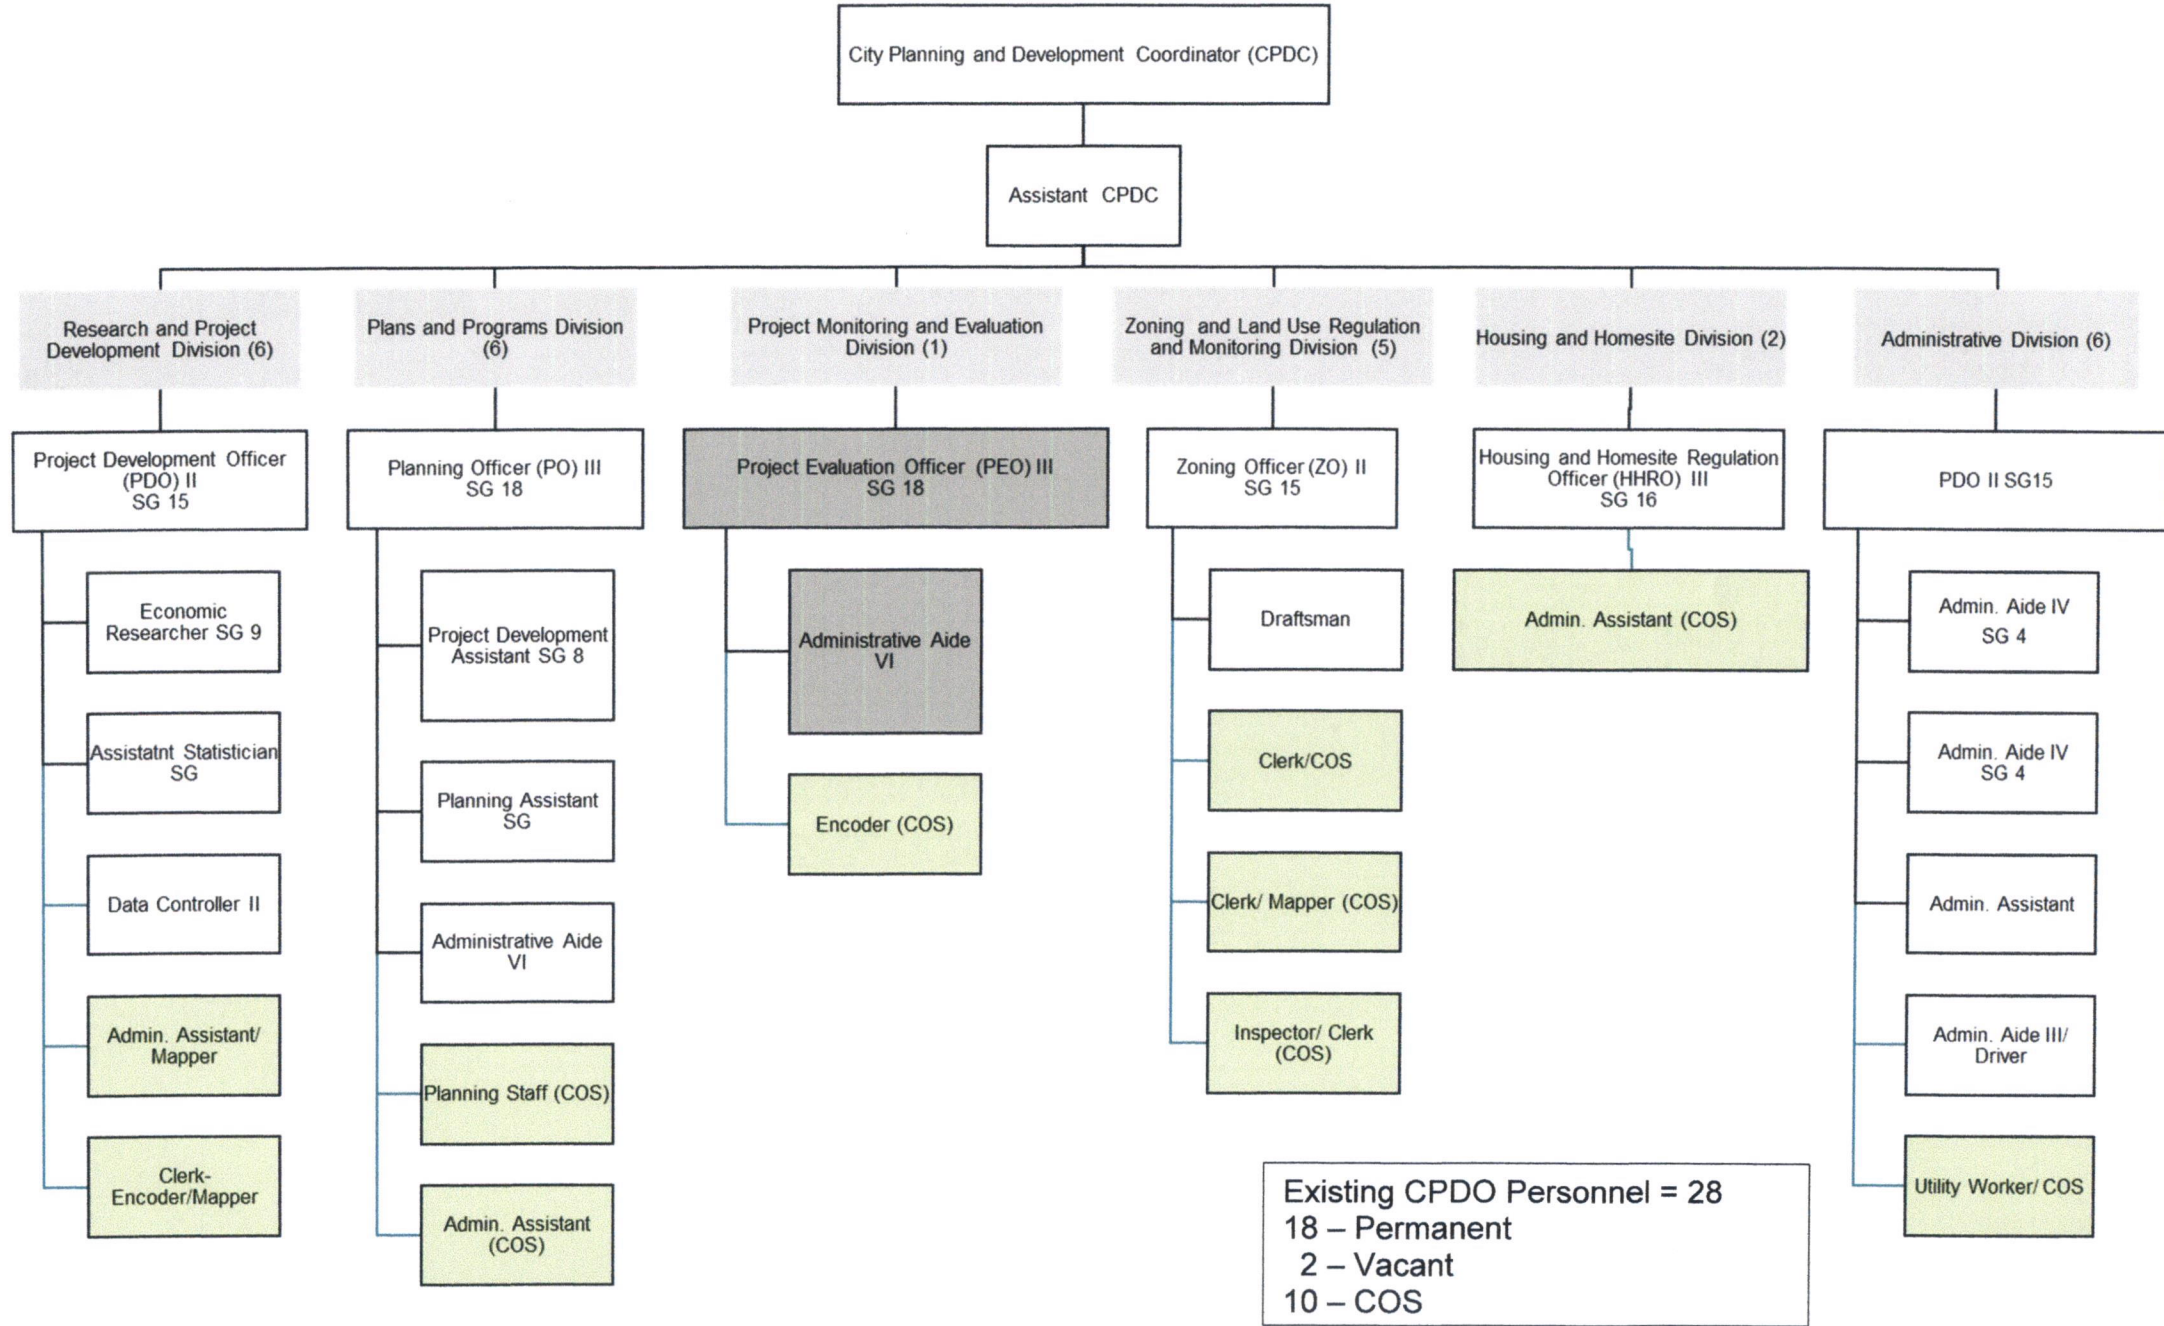 City Planning and Development Coordinator (CPDC)
Assistant CPDC
Research and Project
Development Division (6)
Plans and Programs Division
(6)
Project Monitoring and Evaluation
Division (1)
Zoning and Land Use Regulation
and Monitoring Division (5)
Housing and Homesite Division (2)
Administrative Division (6)
Project Development Officer
(PDO) II
SG 15
Planning Officer (PO) III
SG 18
Project Evaluation Officer (PEO) III
SG 18
Zoning Officer (ZO) II
SG 15
Housing and Homesite Regulation
Officer (HHRO) III
SG 16
PDO II SG15
Economic
Researcher SG 9
Assistatnt Statistician
SG
Data Controller II
Admin. Assistant/
Mapper
Clerk-
Encoder/Mapper
Project Development
Assistant SG 8
Planning Assistant
SG
Administrative Aide
VI
Planning Staff (COS)
Admin. Assistant
(COS)
Administrative Aide
VI
Encoder (COS)
Draftsman
Clerk/COS
Clerk/ Mapper (COS)
Inspector/ Clerk
(COS)
Admin. Assistant (COS)
Admin. Aide IV
SG 4
Admin. Aide IV
SG 4
Admin. Assistant
Admin. Aide III/
Driver
Utility Worker/ COS
Existing CPDO Personnel = 28
18 – Permanent
2 – Vacant
10 – COS